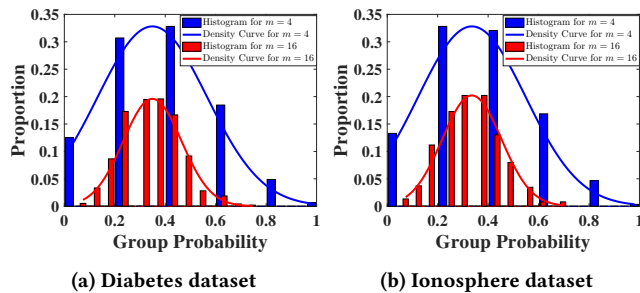 Histogram for m = 4
Density Curve for m = 4
Histogram for m = 16
Density Curve for m = 16
0.35
0.3
0.25
0.2
0.15
0.1
0.05
0
Proportion
0 0.2 0.4 0.6 0.8 1
Group Probability
(a) Diabetes dataset
Histogram for m = 4
Density Curve for m = 4
Histogram for m = 16
Density Curve for m = 16
0.35
0.3
0.25
0.2
0.15
0.1
0.05
0
Proportion
0 0.2 0.4 0.6 0.8 1
Group Probability
(b) Ionosphere dataset